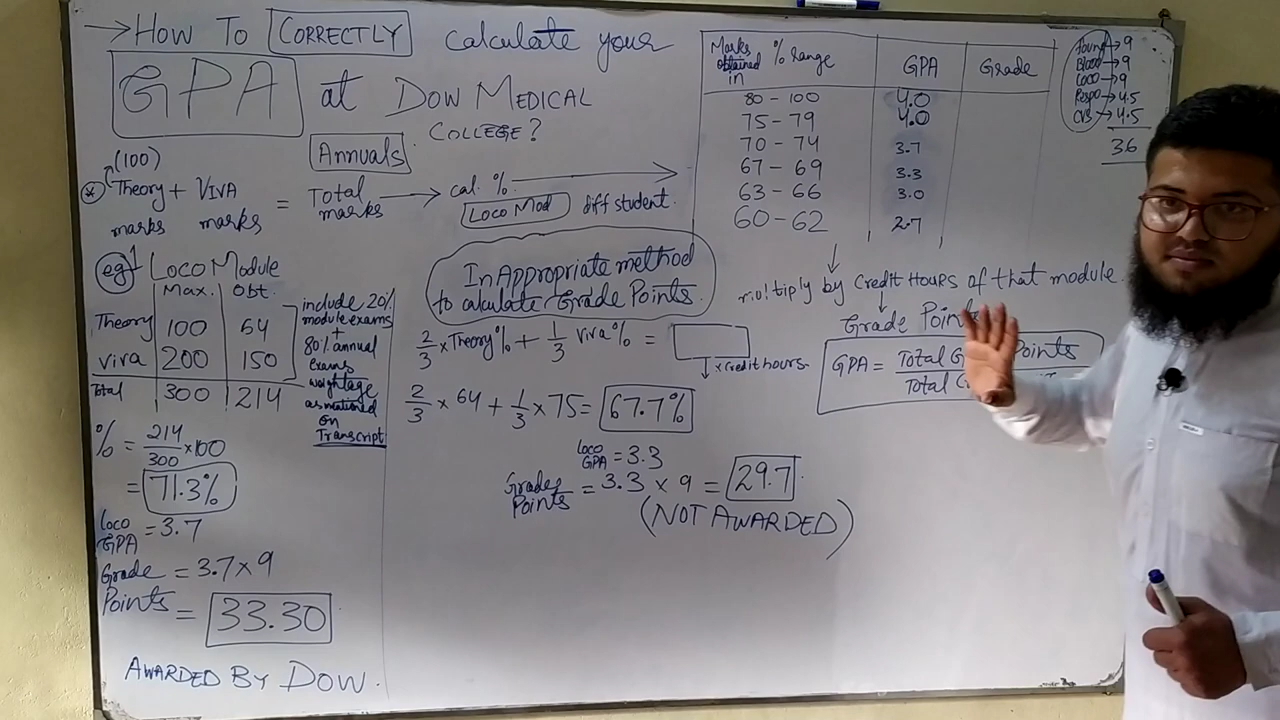 → HOW TO CORRECTLY Calculate your
GPA at DOW MEDICAL
COLLEGE?
Annuals
(100)
* Theory + VIVA = Total → cal. % →
marks marks marks
Loco Mod diff student.
eg LOCO Module
Max. Obt.
Theory 100 64
viva 200 150
Total 300 214
include 20%
module exams
+
80% annual
exams
weightage
as
on
Transcript
% = 214/300 × 100
= 71.3%
Loco GPA = 3.7
Grade = 3.7 × 9
Points = 33.30
AWARDED BY DOW.
In Appropriate method
to calculate Grade Points.
2/3 × Theory % + 1/3 viva % =
↓ × credit hours.
2/3 × 64 + 1/3 × 75 = 67.7%
Loco GPA = 3.3
Grade Points = 3.3 × 9 = 29.7
(NOT AWARDED)
Marks obtained in % range GPA Grade
80 - 100 4.0
75 - 79 4.0
70 - 74 3.7
67 - 69 3.3
63 - 66 3.0
60 - 62 2.7
↓
multiply by Credit Hours of that module.
↓
Grade Points
GPA = Total G Points
Total C
Found → 9
Blood → 9
Loco → 9
Respo → 4.5
CVS → 4.5
36